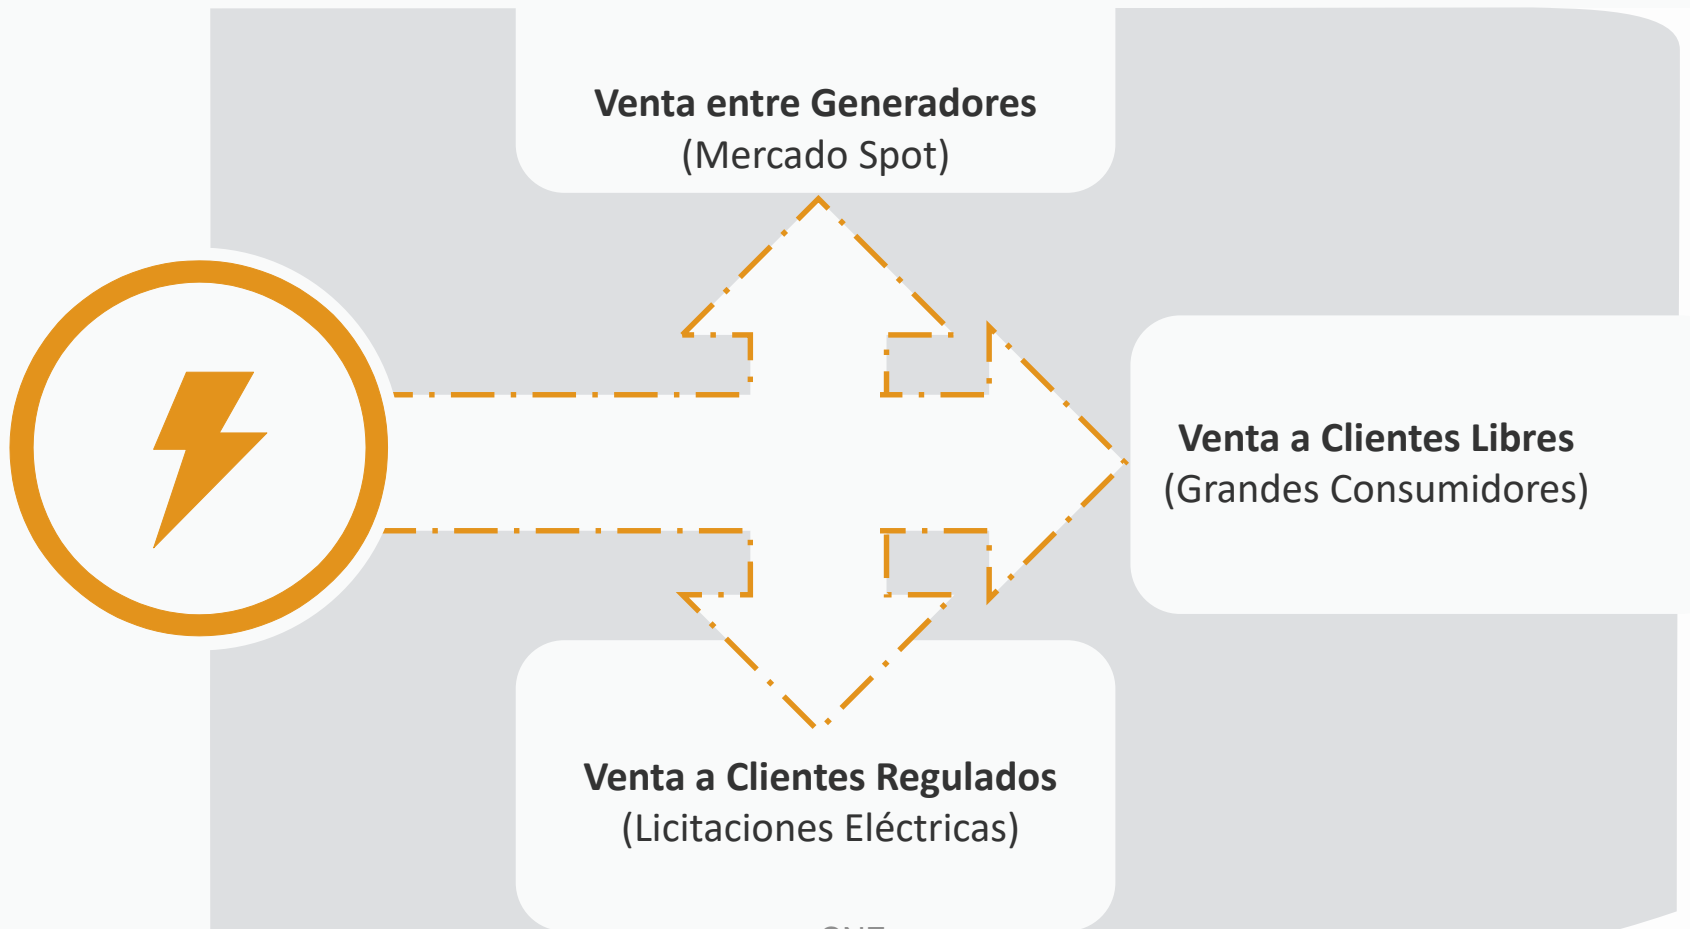 Venta entre Generadores
(Mercado Spot)
Venta a Clientes Libres
(Grandes Consumidores)
Venta a Clientes Regulados
(Licitaciones Eléctricas)